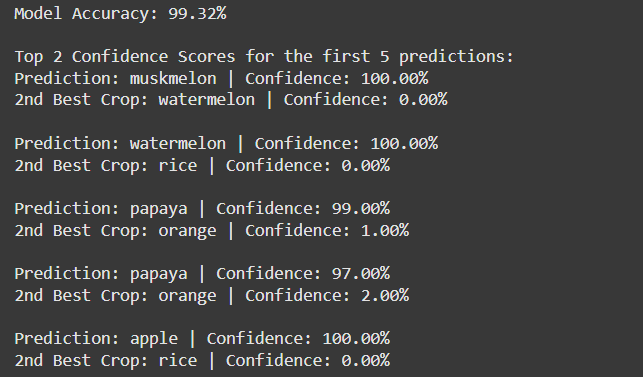 Model Accuracy: 99.32%
Top 2 Confidence Scores for the first 5 predictions:
Prediction: muskmelon | Confidence: 100.00%
2nd Best Crop: watermelon | Confidence: 0.00%
Prediction: watermelon | Confidence: 100.00%
2nd Best Crop: rice | Confidence: 0.00%
Prediction: papaya | Confidence: 99.00%
2nd Best Crop: orange | Confidence: 1.00%
Prediction: papaya | Confidence: 97.00%
2nd Best Crop: orange | Confidence: 2.00%
Prediction: apple | Confidence: 100.00%
2nd Best Crop: rice | Confidence: 0.00%